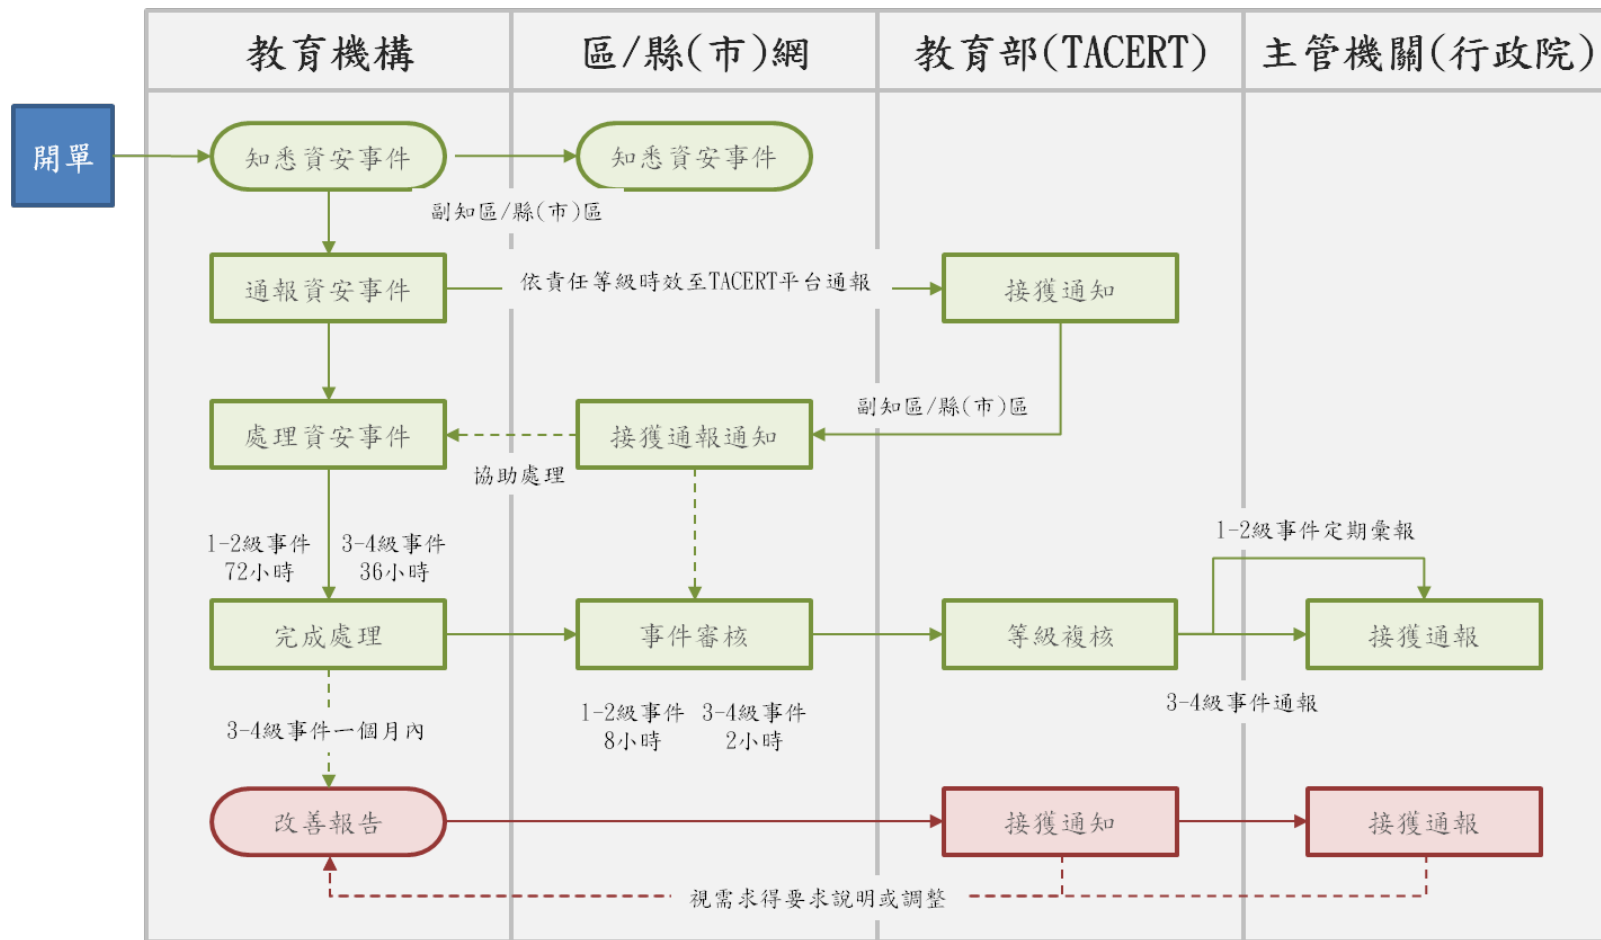 教育機構
區/縣(市)網
教育部(TACERT)
主管機關(行政院)
開單
知悉資安事件
知悉資安事件
副知區/縣(市)區
通報資安事件
依責任等級時效至TACERT平台通報
接獲通知
處理資安事件
接獲通報通知
副知區/縣(市)區
協助處理
1-2級事件
72小時
3-4級事件
36小時
1-2級事件定期彙報
完成處理
事件審核
等級複核
接獲通報
3-4級事件一個月內
1-2級事件
8小時
3-4級事件
2小時
3-4級事件通報
改善報告
接獲通知
接獲通報
視需求得要求說明或調整